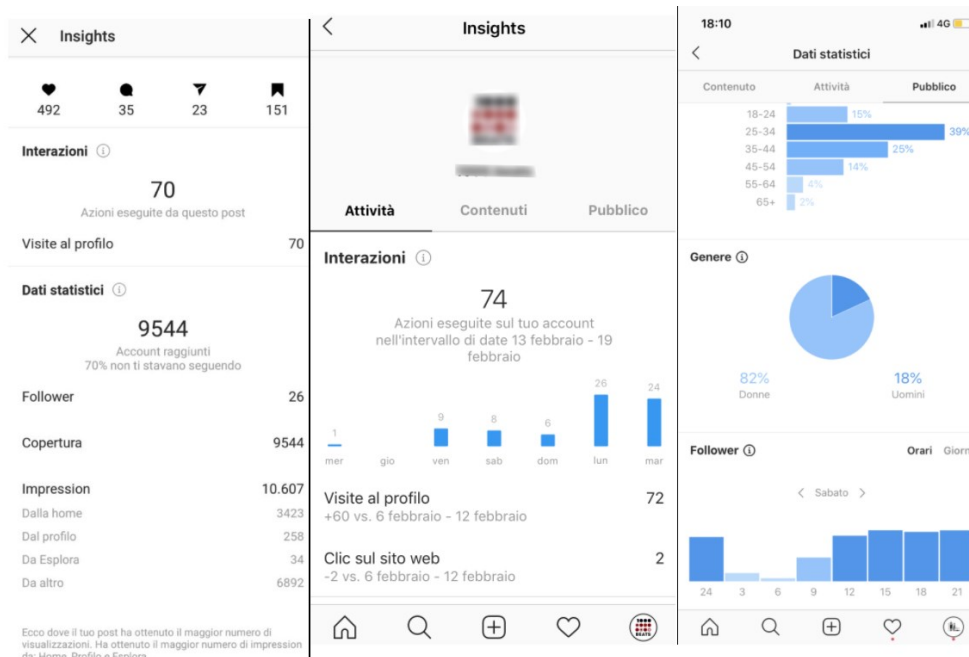 Insights
492 35 23 151
Interazioni
70
Azioni eseguite da questo post
Visite al profilo 70
Dati statistici
9544
Account raggiunti
70% non ti stavano seguendo
Follower 26
Copertura 9544
Impression 10.607
Dalla home 3423
Dal profilo 258
Da Esplora 34
Da altro 6892
Ecco dove il tuo post ha ottenuto il maggior numero di
visualizzazioni. Ha ottenuto il maggior numero di impression
da: Home, Profilo e Esplora
Insights
Attività Contenuti Pubblico
Interazioni
74
Azioni eseguite sul tuo account
nell'intervallo di date 13 febbraio - 19
febbraio
1 9 8 6 26 24
mer gio ven sab dom lun mar
Visite al profilo 72
+60 vs. 6 febbraio - 12 febbraio
Clic sul sito web 2
-2 vs. 6 febbraio - 12 febbraio
18:10 4G
Dati statistici
Contenuto Attività Pubblico
18-24 15%
25-34 39%
35-44 25%
45-54 14%
55-64 4%
65+ 2%
Genere
82% 18%
Donne Uomini
Follower Orari Giorn
< Sabato >
24 3 6 9 12 15 18 21